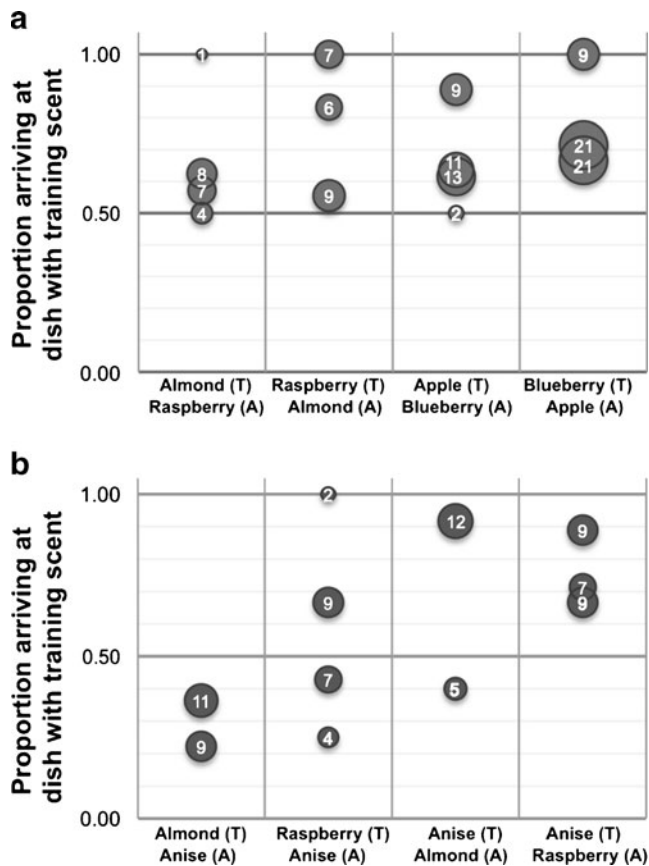 a
Proportion arriving at
dish with training scent
1.00
0.50
0.00
1
8
7
4
7
6
9
9
11
13
2
9
21
21
Almond (T)
Raspberry (A)
Raspberry (T)
Almond (A)
Apple (T)
Blueberry (A)
Blueberry (T)
Apple (A)
b
Proportion arriving at
dish with training scent
1.00
0.50
0.00
11
9
2
9
7
4
12
5
9
7
9
Almond (T)
Anise (A)
Raspberry (T)
Anise (A)
Anise (T)
Almond (A)
Anise (T)
Raspberry (A)